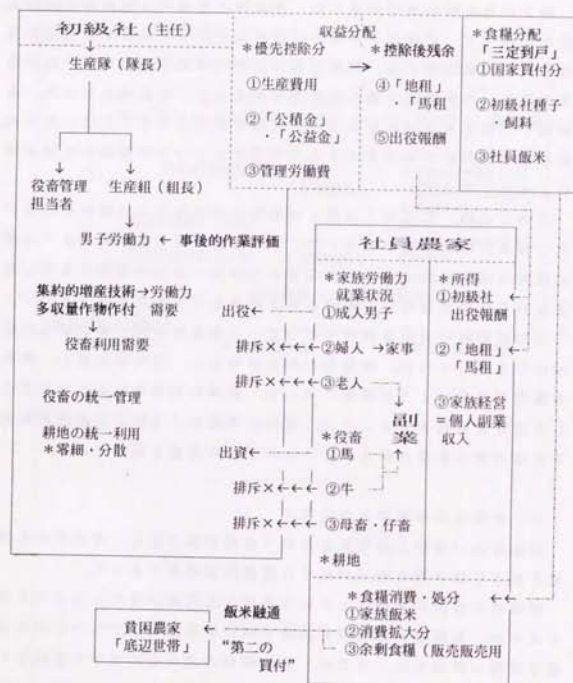 初級社（主任）
生産隊（隊長）
役畜管理
担当者
生産組（組長）
男子労働力 ← 事後的作業評価
集約的増産技術→労働力
多収量作物作付 需要
役畜利用需要
役畜の統一管理
耕地の統一利用
＊零細・分散
収益分配
＊優先控除分
①生産費用
②「公積金」
・「公益金」
③管理労働費
＊控除後残余
④「地租」
・「馬租
⑤出役報酬
＊食糧分配
「三定到戸」
①国家買付分
②初級社種子
・飼料
③社員飯米
社員農家
＊家族労働力
就業状況
出役← ①成人男子
排斥×←←← ②婦人 →家事
排斥×←←← ③老人
副業
＊役畜
出資← ①馬
排斥×←←← ②牛
排斥×←←← ③母畜・仔畜
＊耕地
＊所得
①初級社
出役報酬
②「地租」
「馬租」
③家族経営
＝個人副業
収入
＊食糧消費・処分
①家族飯米
②消費拡大分
③余剰食糧（販売販売用
飯米融通
“第二の
買付”
貧困農家
「底辺世帯」